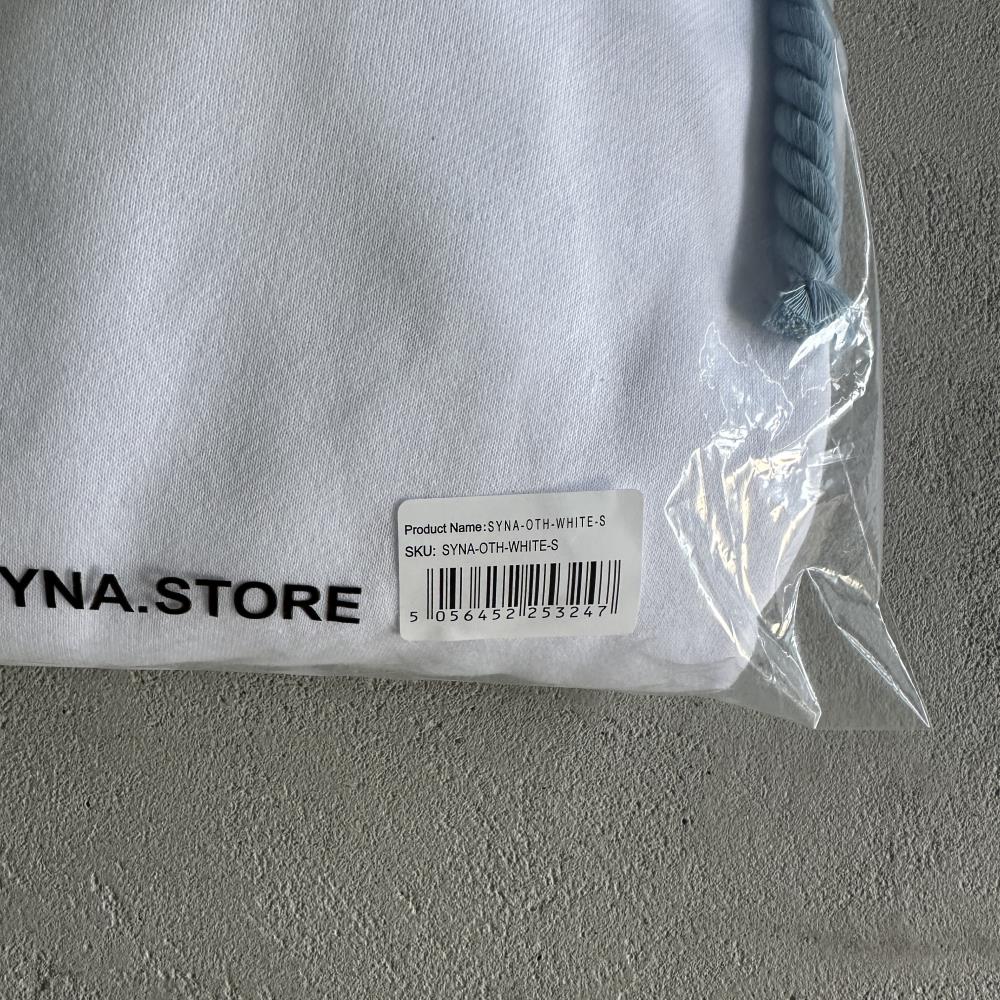 Product Name:SYNA-OTH-WHITE-S
SKU: SYNA-OTH-WHITE-S
5 056452 253247
YNA.STORE